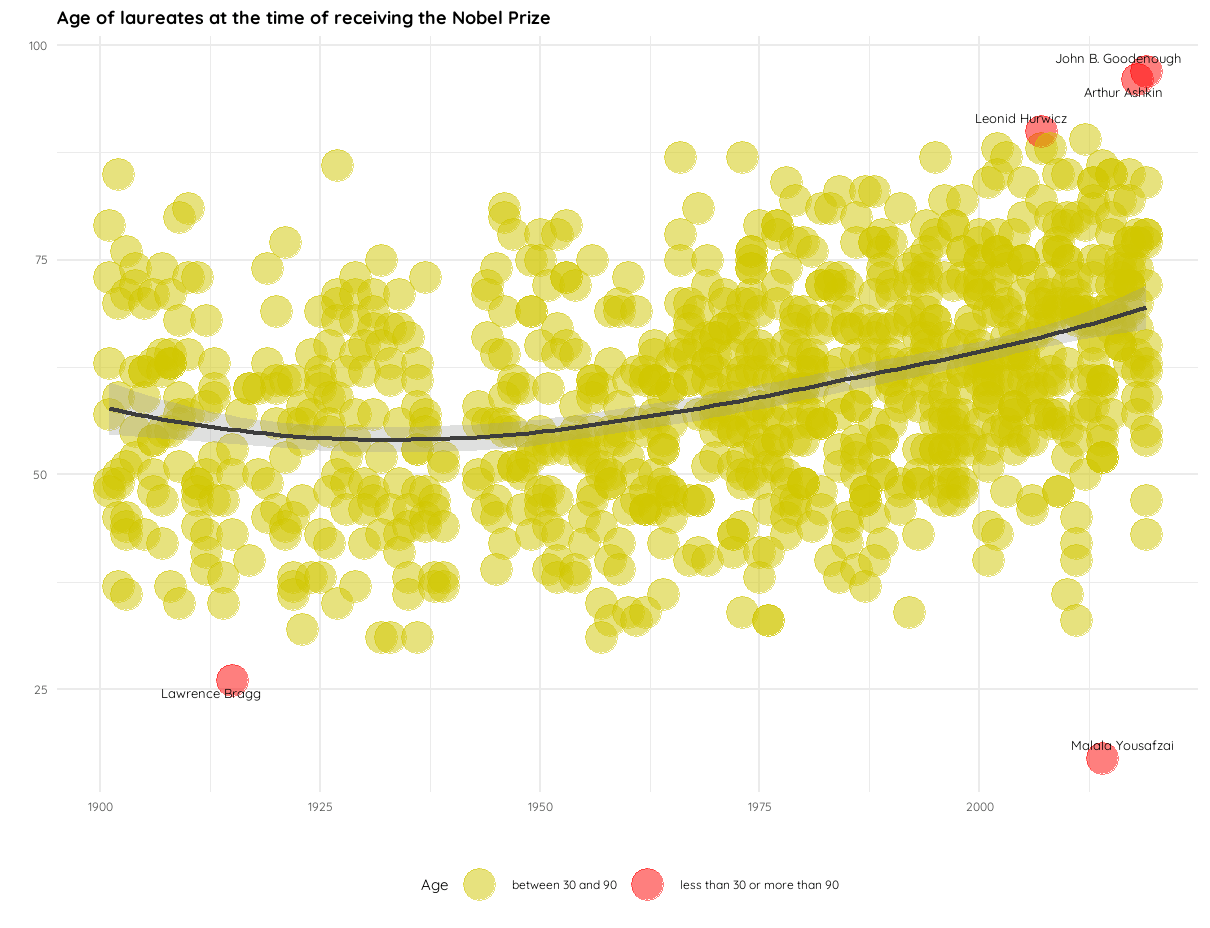 Age of laureates at the time of receiving the Nobel Prize
100
John B. Goodenough
Arthur Ashkin
Leonid Hurwicz
75
50
25
Lawrence Bragg
Malala Yousafzai
1900 1925 1950 1975 2000
Age between 30 and 90 less than 30 or more than 90